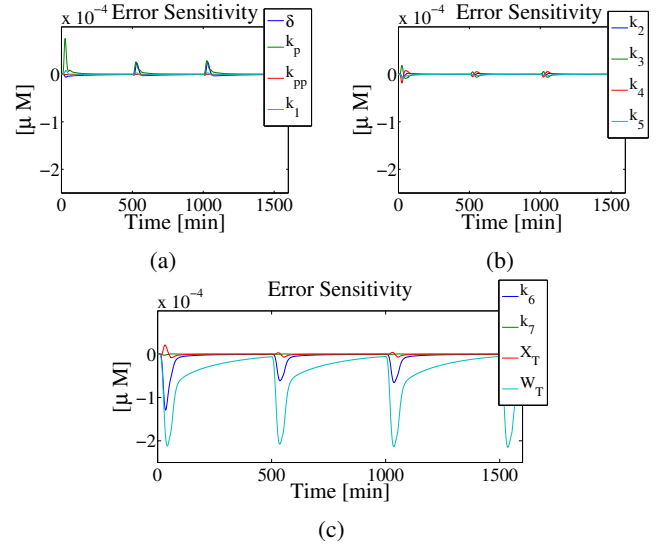 Error Sensitivity
x 10⁻⁴
0
-1
-2
[μ M]
0 500 1000 1500
Time [min]
δ
k_p
k_pp
k_1
(a)
Error Sensitivity
x 10⁻⁴
0
-1
-2
[μ M]
0 500 1000 1500
Time [min]
k_2
k_3
k_4
k_5
(b)
Error Sensitivity
x 10⁻⁴
0
-1
-2
[μ M]
0 500 1000 1500
Time [min]
k_6
k_7
X_T
W_T
(c)